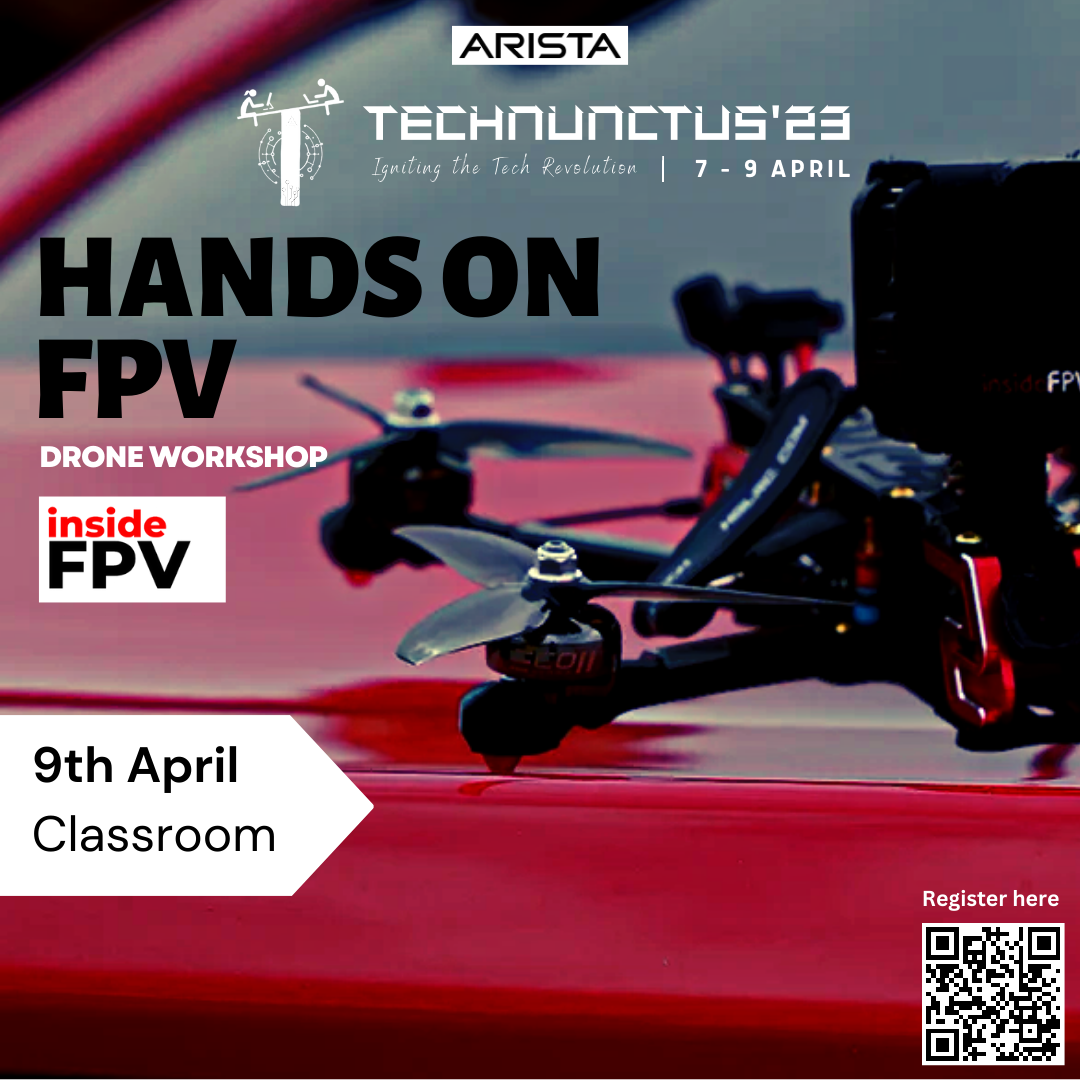 ARISTA
TECHNUNCTUS'23
Igniting the Tech Revolution | 7 - 9 APRIL
HANDS ON
FPV
DRONE WORKSHOP
inside
FPV
insideFPV
9th April
Classroom
Register here